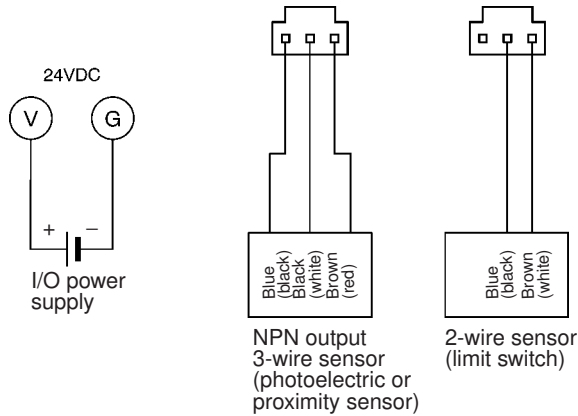 24VDC
V
G
+
−
I/O power
supply
Blue
(black)
Black
(white)
Brown
(red)
NPN output
3-wire sensor
(photoelectric or
proximity sensor)
Blue
(black)
Brown
(white)
2-wire sensor
(limit switch)